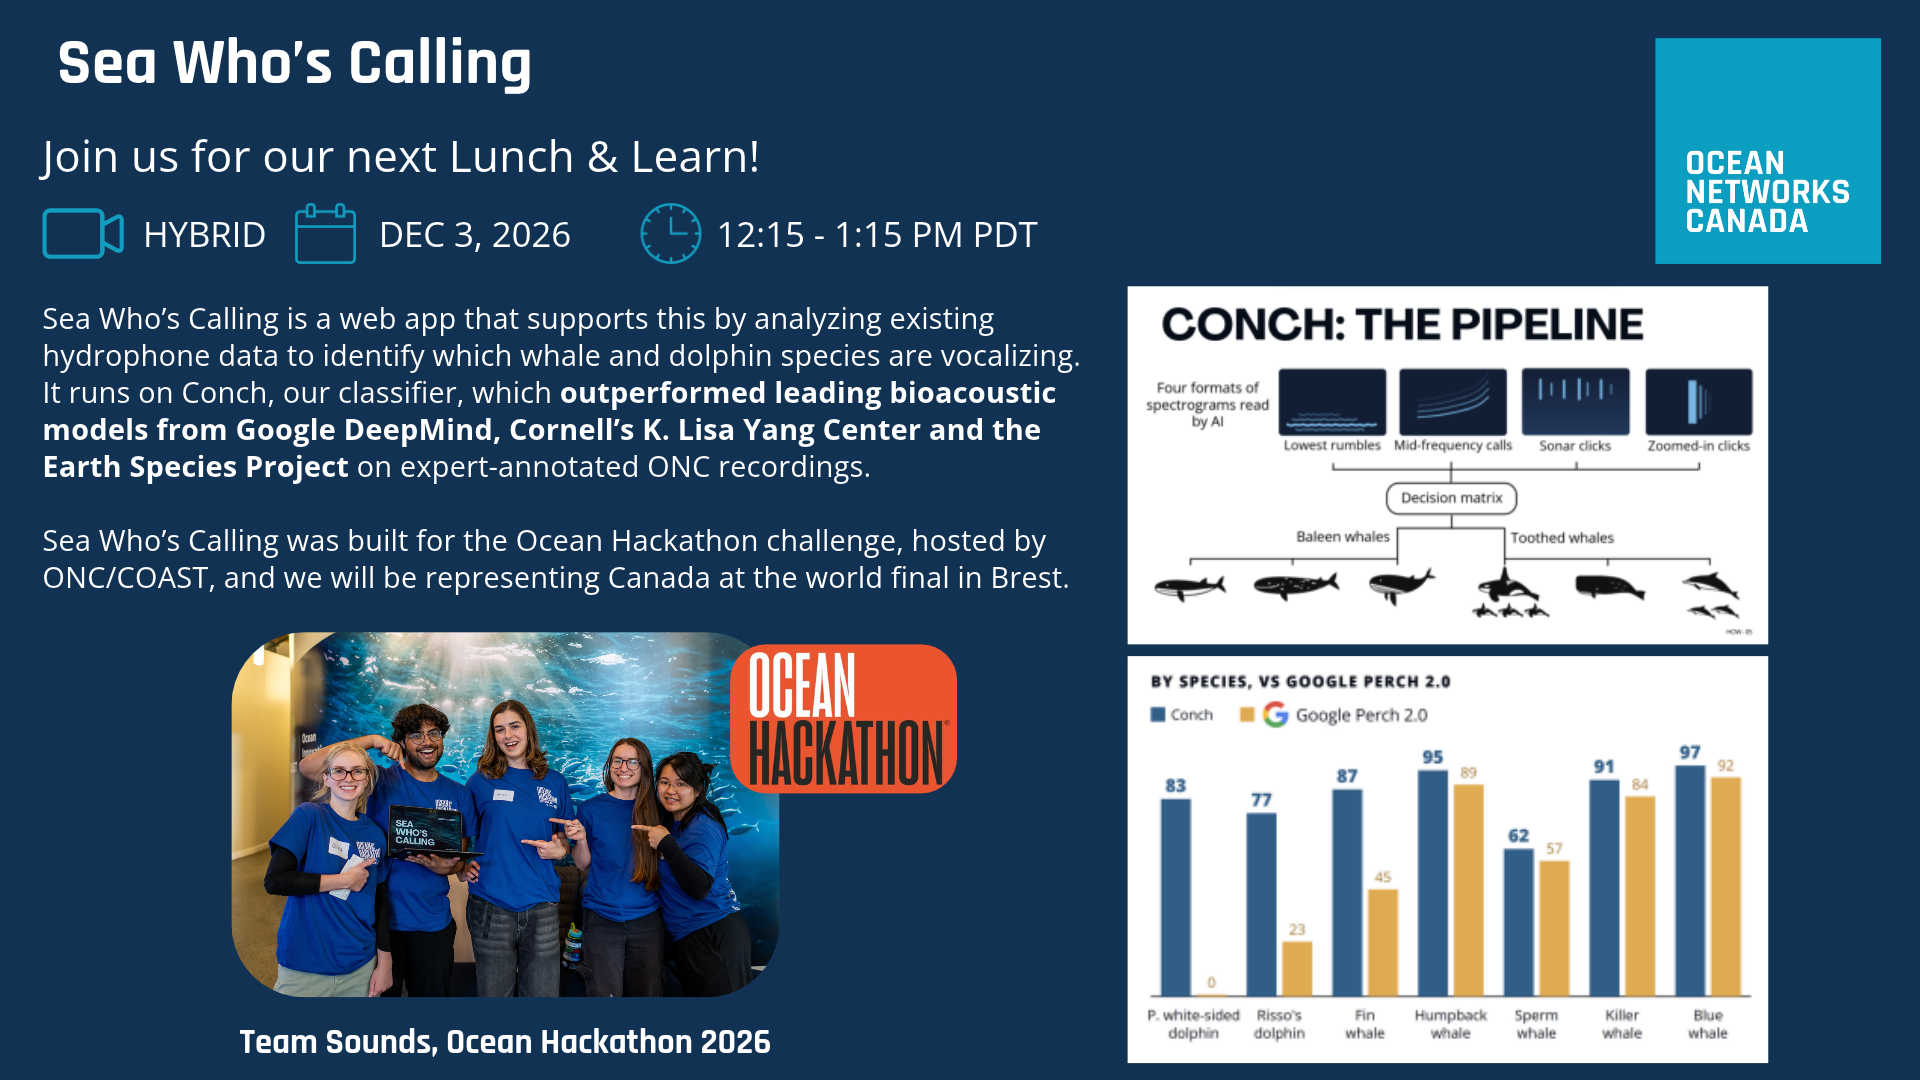 Sea Who's Calling
Join us for our next Lunch & Learn!
HYBRID
DEC 3, 2026
12:15 - 1:15 PM PDT
OCEAN
NETWORKS
CANADA
Sea Who's Calling is a web app that supports this by analyzing existing
hydrophone data to identify which whale and dolphin species are vocalizing.
It runs on Conch, our classifier, which outperformed leading bioacoustic
models from Google DeepMind, Cornell's K. Lisa Yang Center and the
Earth Species Project on expert-annotated ONC recordings.
Sea Who's Calling was built for the Ocean Hackathon challenge, hosted by
ONC/COAST, and we will be representing Canada at the world final in Brest.
OCEAN
HACKATHON®
SEA
WHO'S
CALLING
Team Sounds, Ocean Hackathon 2026
CONCH: THE PIPELINE
Four formats of
spectrograms read
by AI
Lowest rumbles
Mid-frequency calls
Sonar clicks
Zoomed-in clicks
Decision matrix
Baleen whales
Toothed whales
BY SPECIES, VS GOOGLE PERCH 2.0
Conch
G Google Perch 2.0
83
0
77
23
87
45
95
89
62
57
91
84
97
92
P. white-sided
dolphin
Risso's
dolphin
Fin
whale
Humpback
whale
Sperm
whale
Killer
whale
Blue
whale